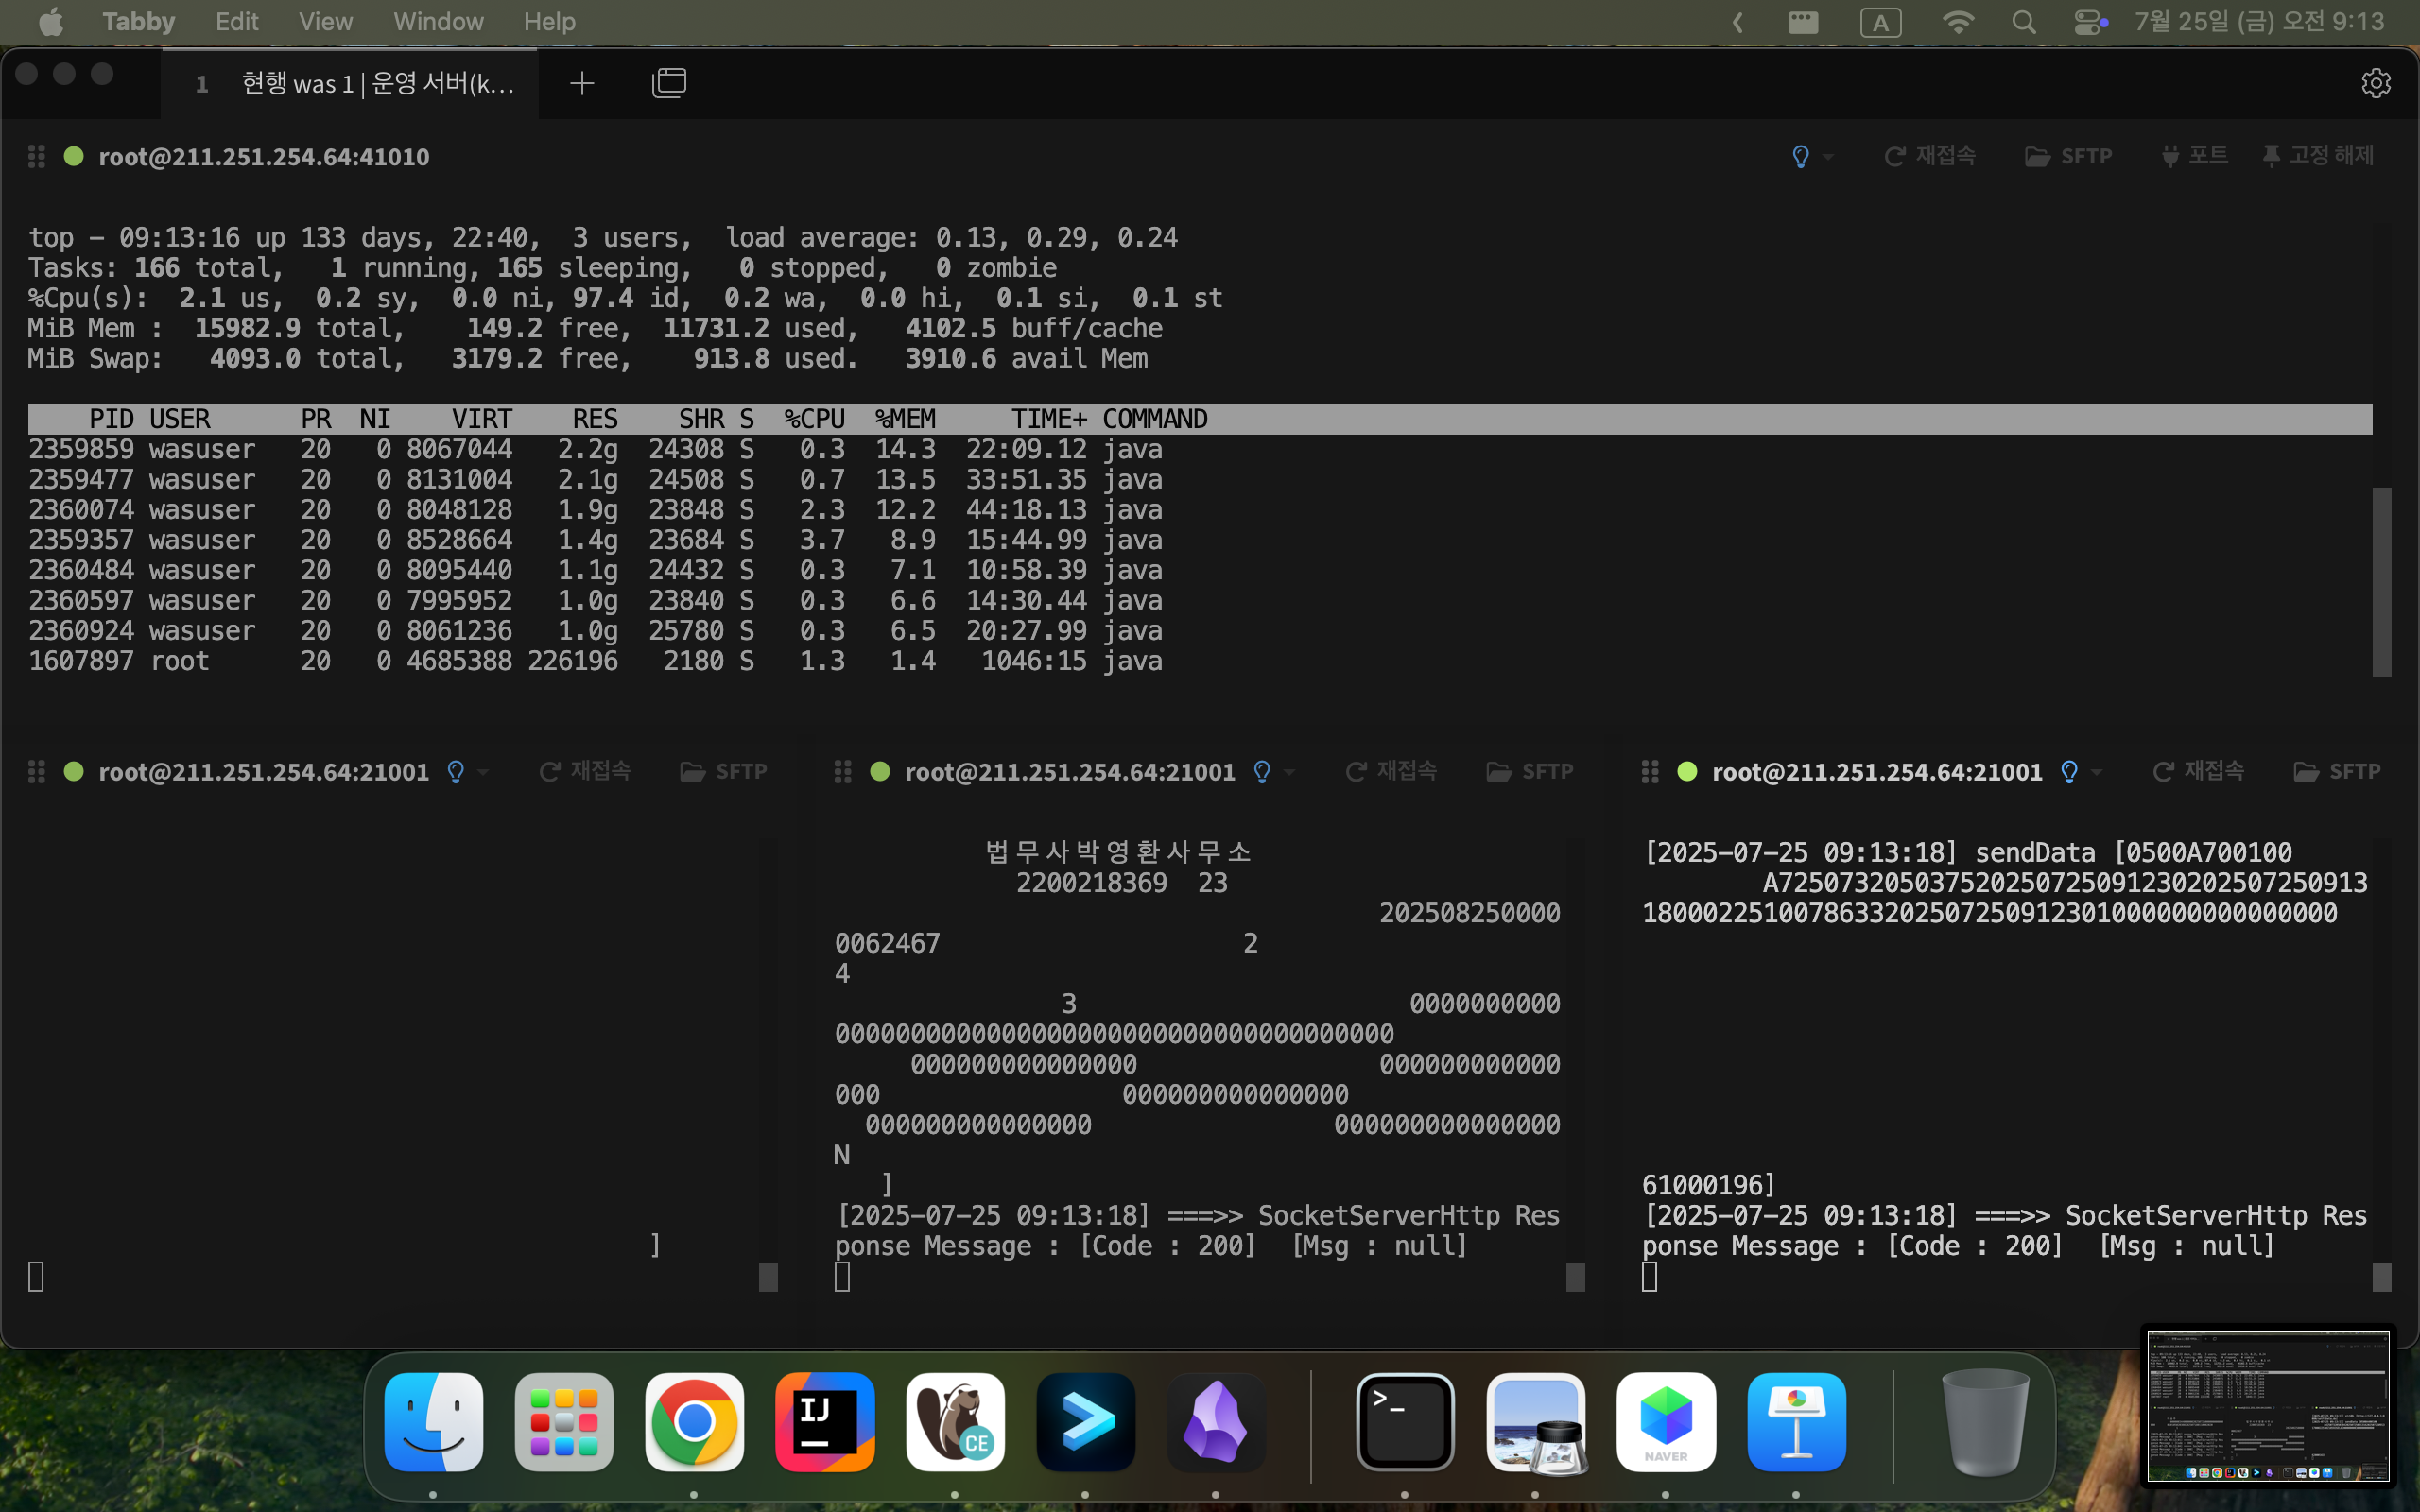 Tabby Edit View Window Help A 7월 25일 (금) 오전 9:13
1 현행 was 1 | 운영 서버(k...
root@211.251.254.64:41010 재접속 SFTP 포트 고정 해제
top - 09:13:16 up 133 days, 22:40, 3 users, load average: 0.13, 0.29, 0.24
Tasks: 166 total, 1 running, 165 sleeping, 0 stopped, 0 zombie
%Cpu(s): 2.1 us, 0.2 sy, 0.0 ni, 97.4 id, 0.2 wa, 0.0 hi, 0.1 si, 0.1 st
MiB Mem : 15982.9 total, 149.2 free, 11731.2 used, 4102.5 buff/cache
MiB Swap: 4093.0 total, 3179.2 free, 913.8 used. 3910.6 avail Mem
PID USER PR NI VIRT RES SHR S %CPU %MEM TIME+ COMMAND
2359859 wasuser 20 0 8067044 2.2g 24308 S 0.3 14.3 22:09.12 java
2359477 wasuser 20 0 8131004 2.1g 24508 S 0.7 13.5 33:51.35 java
2360074 wasuser 20 0 8048128 1.9g 23848 S 2.3 12.2 44:18.13 java
2359357 wasuser 20 0 8528664 1.4g 23684 S 3.7 8.9 15:44.99 java
2360484 wasuser 20 0 8095440 1.1g 24432 S 0.3 7.1 10:58.39 java
2360597 wasuser 20 0 7995952 1.0g 23840 S 0.3 6.6 14:30.44 java
2360924 wasuser 20 0 8061236 1.0g 25780 S 0.3 6.5 20:27.99 java
1607897 root 20 0 4685388 226196 2180 S 1.3 1.4 1046:15 java
root@211.251.254.64:21001 재접속 SFTP
]
root@211.251.254.64:21001 재접속 SFTP
법무사박영환사무소
2200218369 23
202508250000
0062467 2
4
3 0000000000
0000000000000000000000000000000000000
000000000000000 000000000000
000 000000000000000
000000000000000 000000000000000
N
]
[2025-07-25 09:13:18] ===>> SocketServerHttp Res
ponse Message : [Code : 200] [Msg : null]
root@211.251.254.64:21001 재접속 SFTP
[2025-07-25 09:13:18] sendData [0500A700100
A725073205037520250725091230202507250913
1800022510078633202507250912301000000000000000
61000196]
[2025-07-25 09:13:18] ===>> SocketServerHttp Res
ponse Message : [Code : 200] [Msg : null]
IJ
CE
>_
NAVER